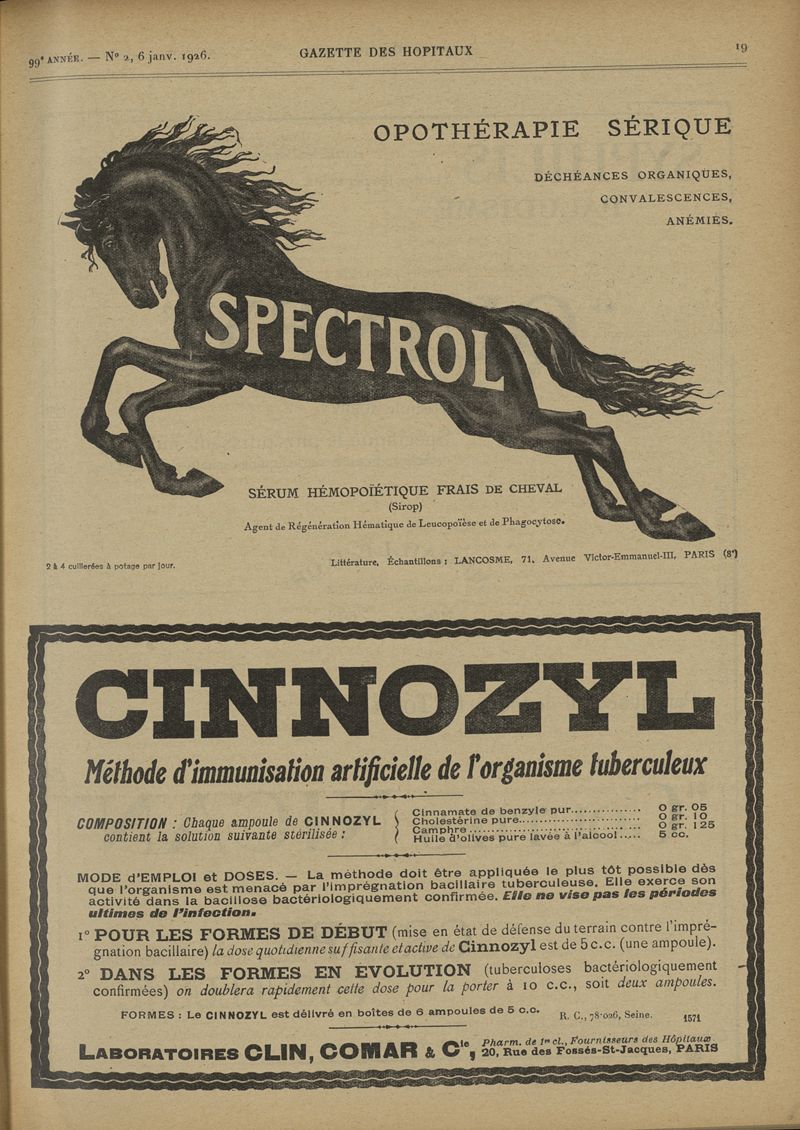 99e ANNÉE. — No 2, 6 janv. 1926.
GAZETTE DES HOPITAUX
19
OPOTHÉRAPIE SÉRIQUE
DÉCHÉANCES ORGANIQUES,
CONVALESCENCES,
ANÉMIES.
SPECTROL
SÉRUM HÉMOPOÏÉTIQUE FRAIS DE CHEVAL
(Sirop)
Agent de Régénération Hématique de Leucopoïèse et de Phagocytose.
2 à 4 cuillerées à potage par jour.
Littérature, Échantillons : LANCOSME, 71, Avenue Victor-Emmanuel-III, PARIS (8e)
CINNOZYL
Méthode d'immunisation artificielle de l'organisme tuberculeux
COMPOSITION : Chaque ampoule de CINNOZYL
contient la solution suivante stérilisée :
Cinnamate de benzyle pur............... 0 gr. 05
Cholestérine pure.............................. 0 gr. 10
Camphre............................................ 0 gr. 125
Huile d'olives pure lavée à l'alcool...... 5 cc.
MODE d'EMPLOI et DOSES. — La méthode doit être appliquée le plus tôt possible dès
que l'organisme est menacé par l'imprégnation bacillaire tuberculeuse. Elle exerce son
activité dans la bacillose bactériologiquement confirmée. Elle ne vise pas les périodes
ultimes de l'infection.
1o POUR LES FORMES DE DÉBUT (mise en état de défense du terrain contre l'impré-
gnation bacillaire) la dose quotidienne suffisante et active de Cinnozyl est de 5 c.c. (une ampoule).
2o DANS LES FORMES EN ÉVOLUTION (tuberculoses bactériologiquement
confirmées) on doublera rapidement cette dose pour la porter à 10 c.c., soit deux ampoules.
FORMES : Le CINNOZYL est délivré en boîtes de 6 ampoules de 5 c.c.
R. C., 78-026, Seine.
1571
LABORATOIRES CLIN, COMAR & Cie,
Pharm. de 1re cl., Fournisseurs des Hôpitaux
20, Rue des Fossés-St-Jacques, PARIS